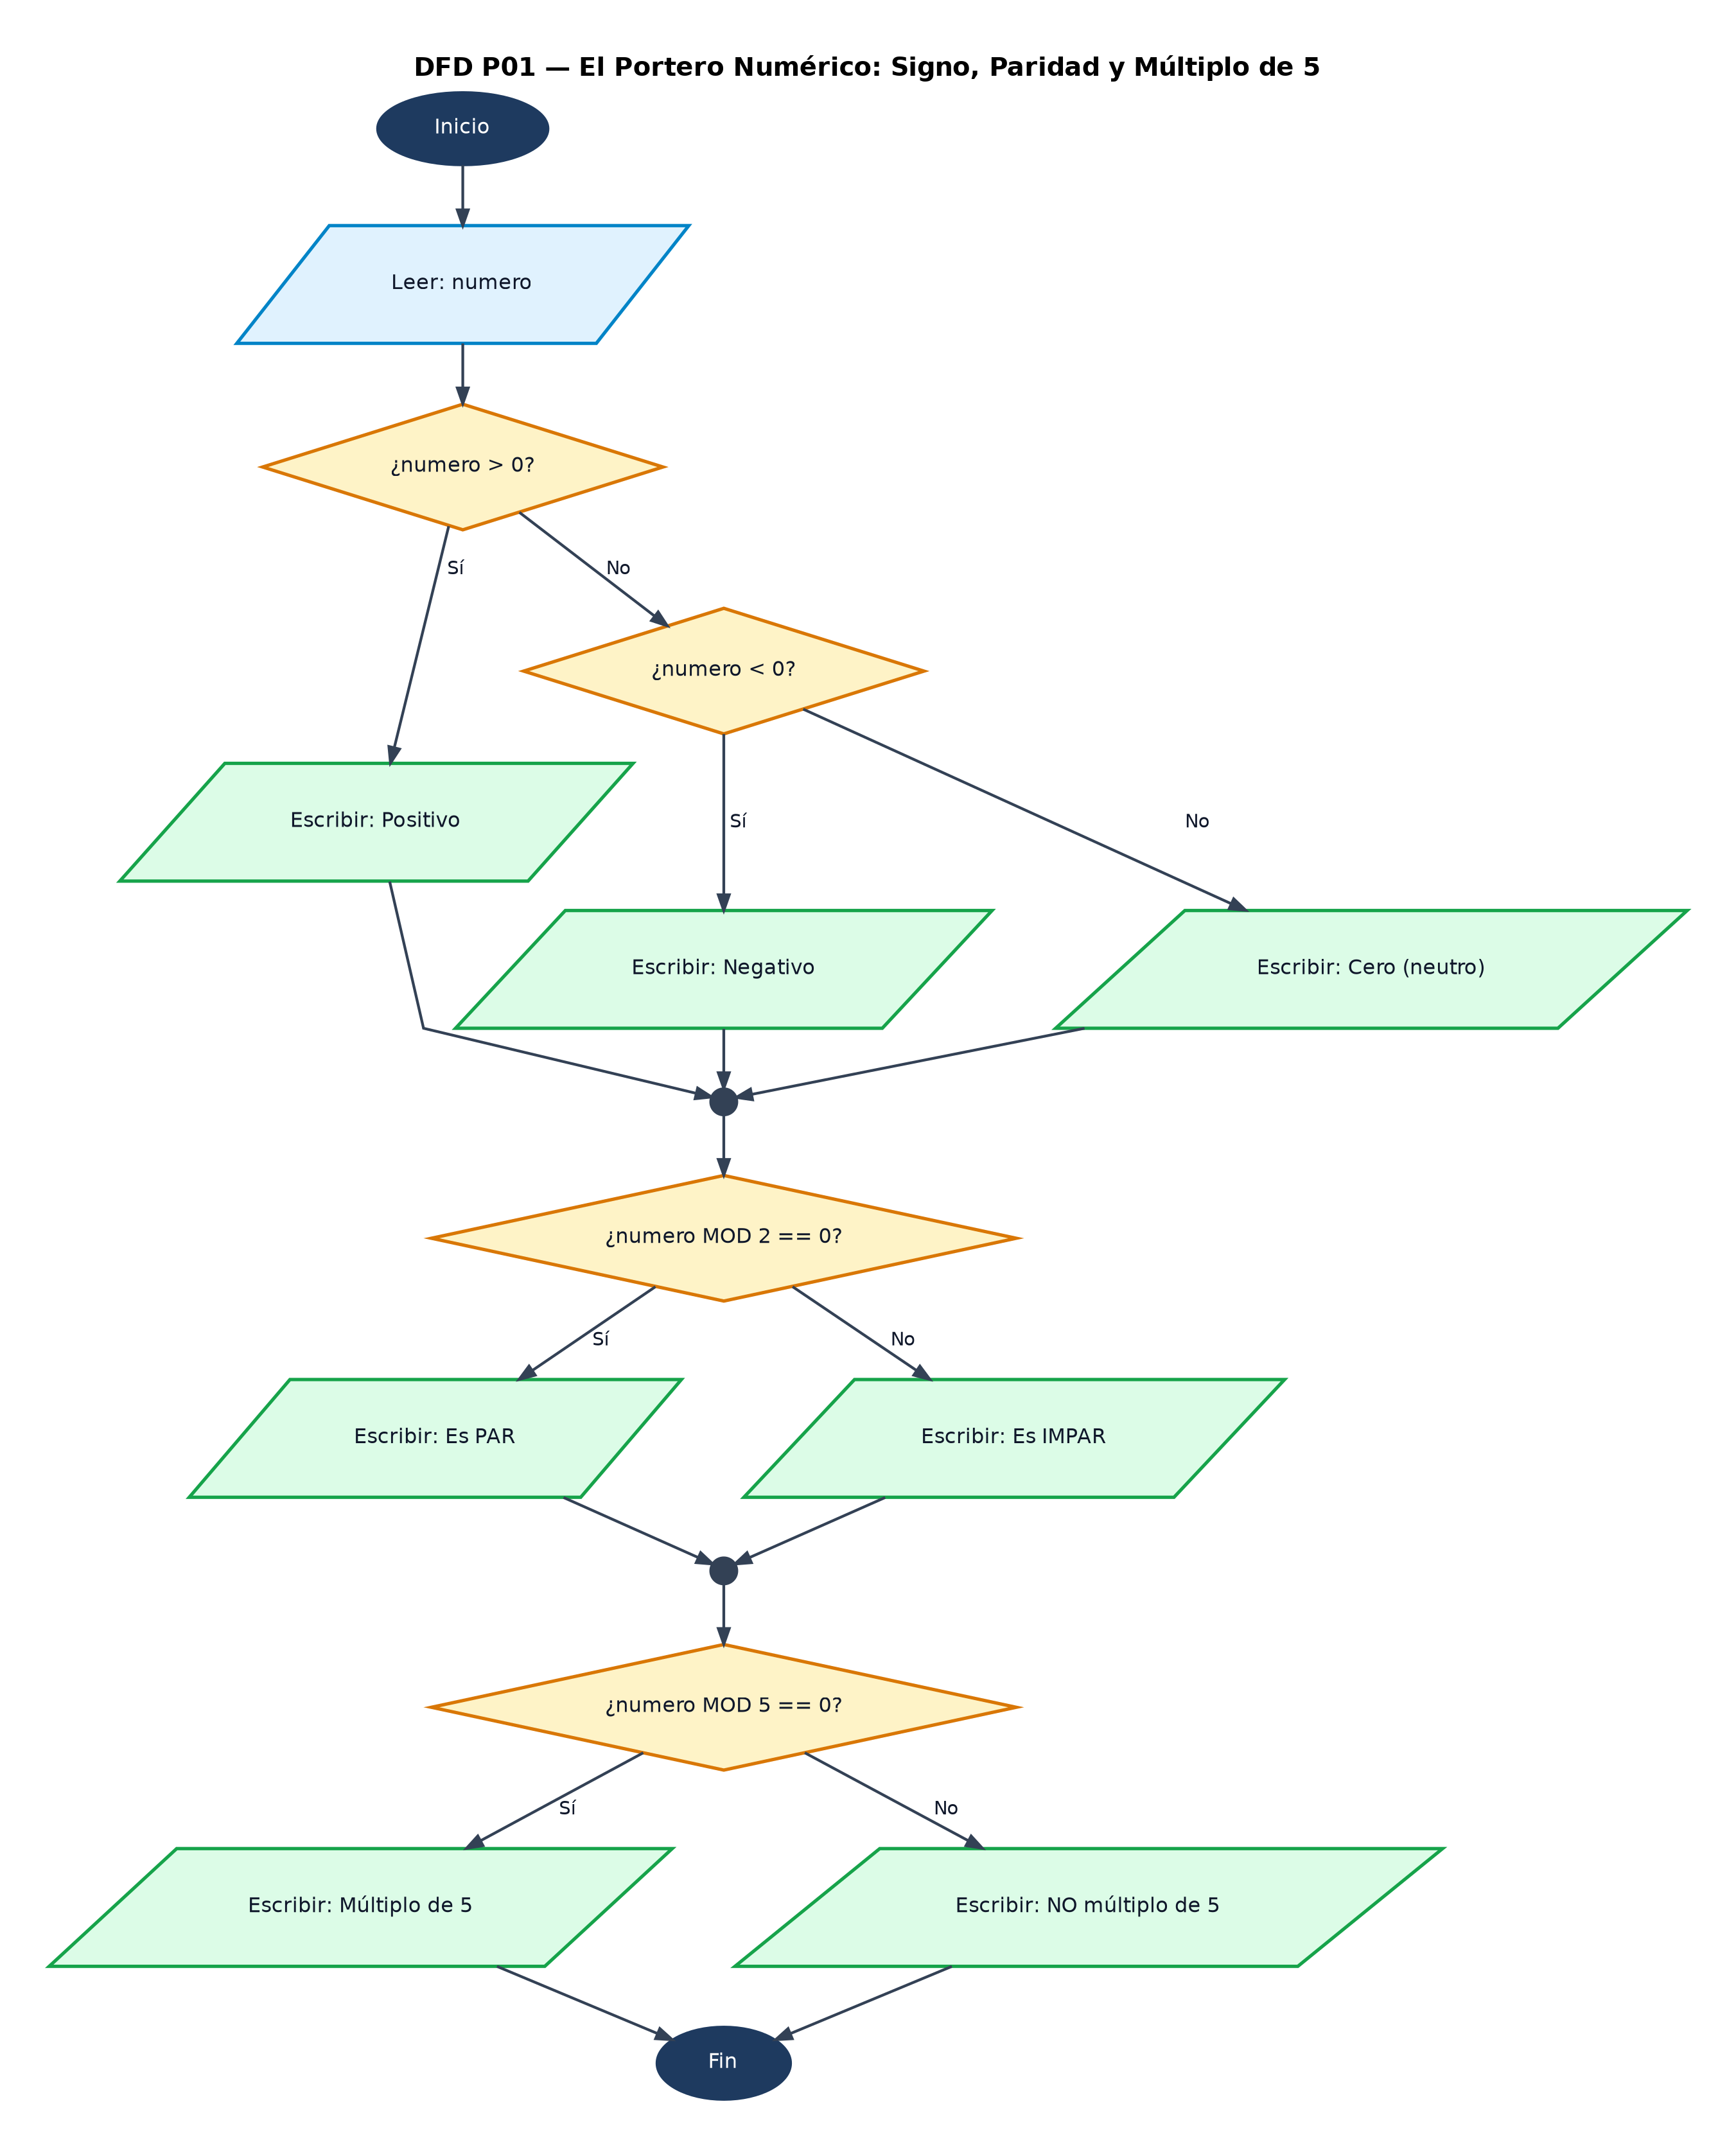 DFD P01 — El Portero Numérico: Signo, Paridad y Múltiplo de 5
Inicio
Leer: numero
¿numero > 0?
Sí
No
¿numero < 0?
Escribir: Positivo
Sí
No
Escribir: Negativo
Escribir: Cero (neutro)
¿numero MOD 2 == 0?
Sí
No
Escribir: Es PAR
Escribir: Es IMPAR
¿numero MOD 5 == 0?
Sí
No
Escribir: Múltiplo de 5
Escribir: NO múltiplo de 5
Fin